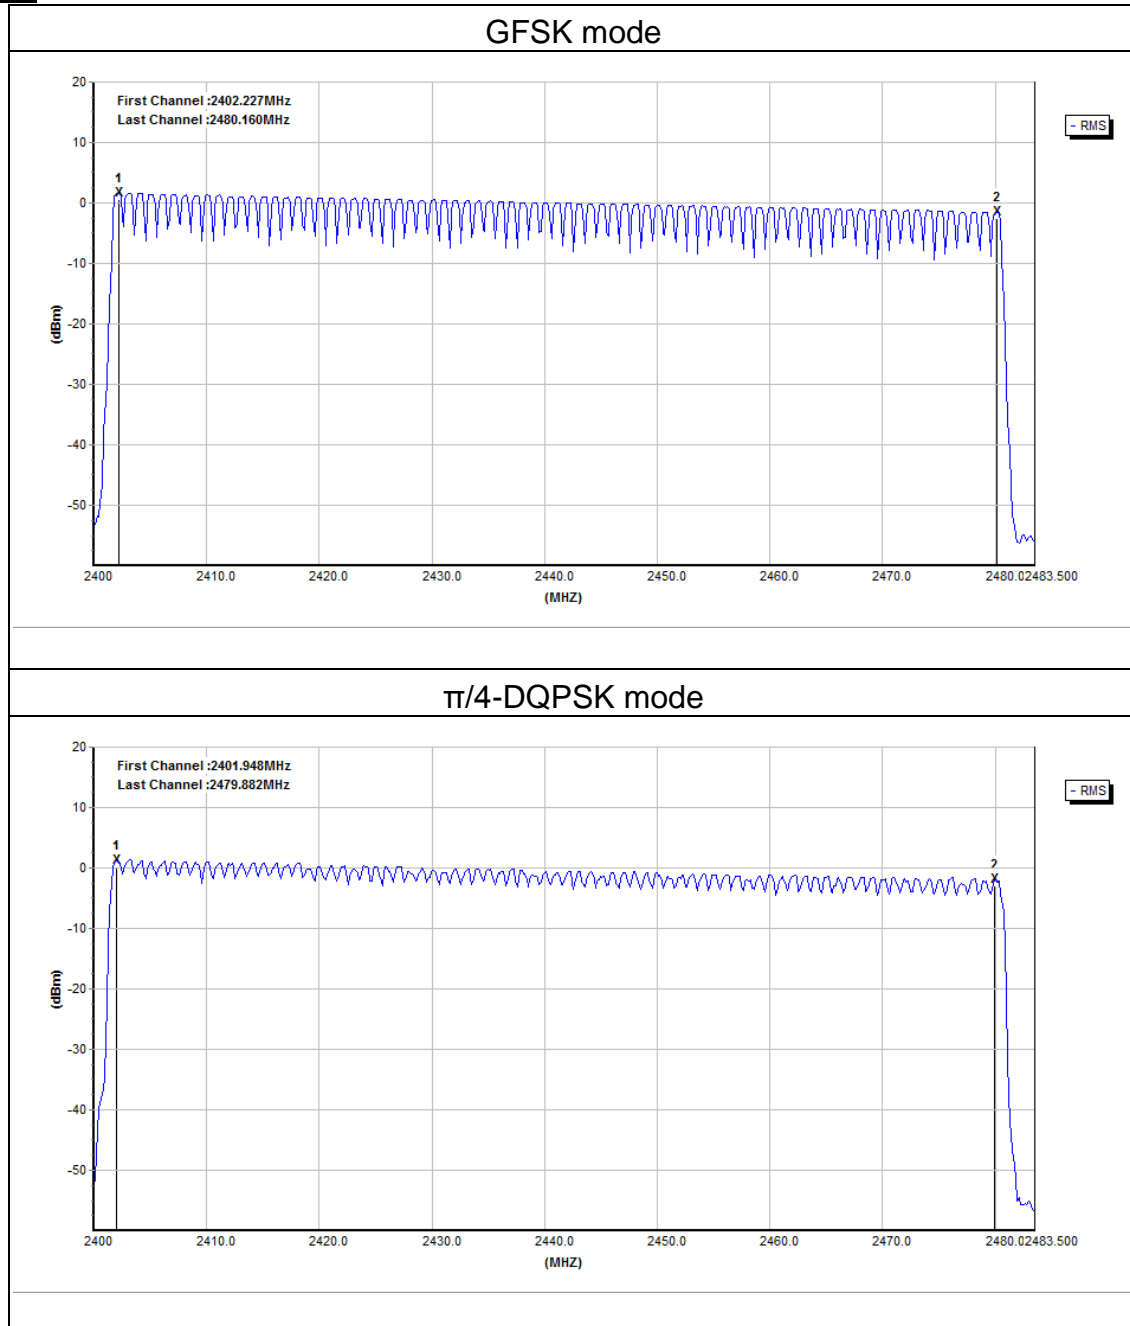 GFSK mode
20
First Channel :2402.227MHz
Last Channel :2480.160MHz
- RMS
10
1
2
0
-10
-20
(dBm)
-30
-40
-50
2400 2410.0 2420.0 2430.0 2440.0 2450.0 2460.0 2470.0 2480.02483.500
(MHZ)
π/4-DQPSK mode
20
First Channel :2401.948MHz
Last Channel :2479.882MHz
- RMS
10
1
2
0
-10
-20
(dBm)
-30
-40
-50
2400 2410.0 2420.0 2430.0 2440.0 2450.0 2460.0 2470.0 2480.02483.500
(MHZ)